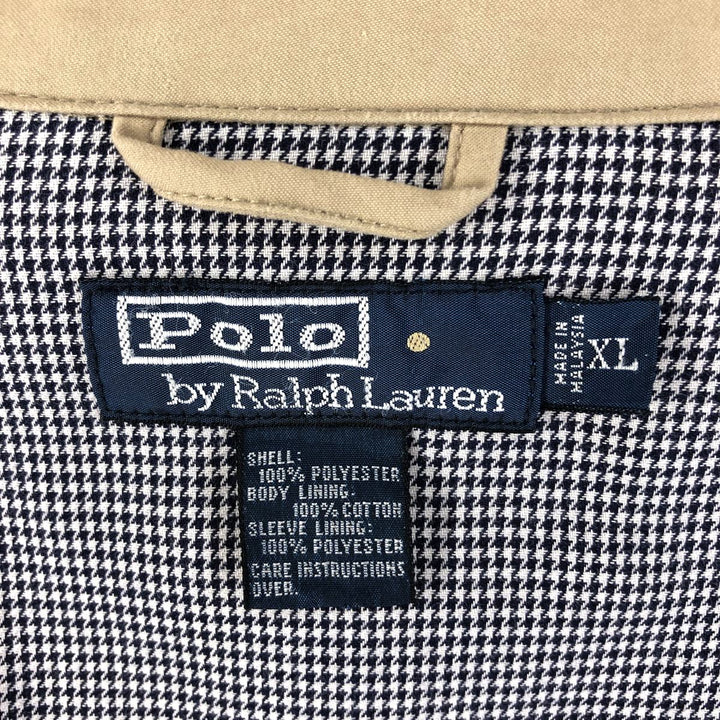 Polo
by Ralph Lauren
MADE IN
MALAYSIA
XL
SHELL:
100% POLYESTER
BODY LINING:
100% COTTON
SLEEVE LINING:
100% POLYESTER
CARE INSTRUCTIONS
OVER.